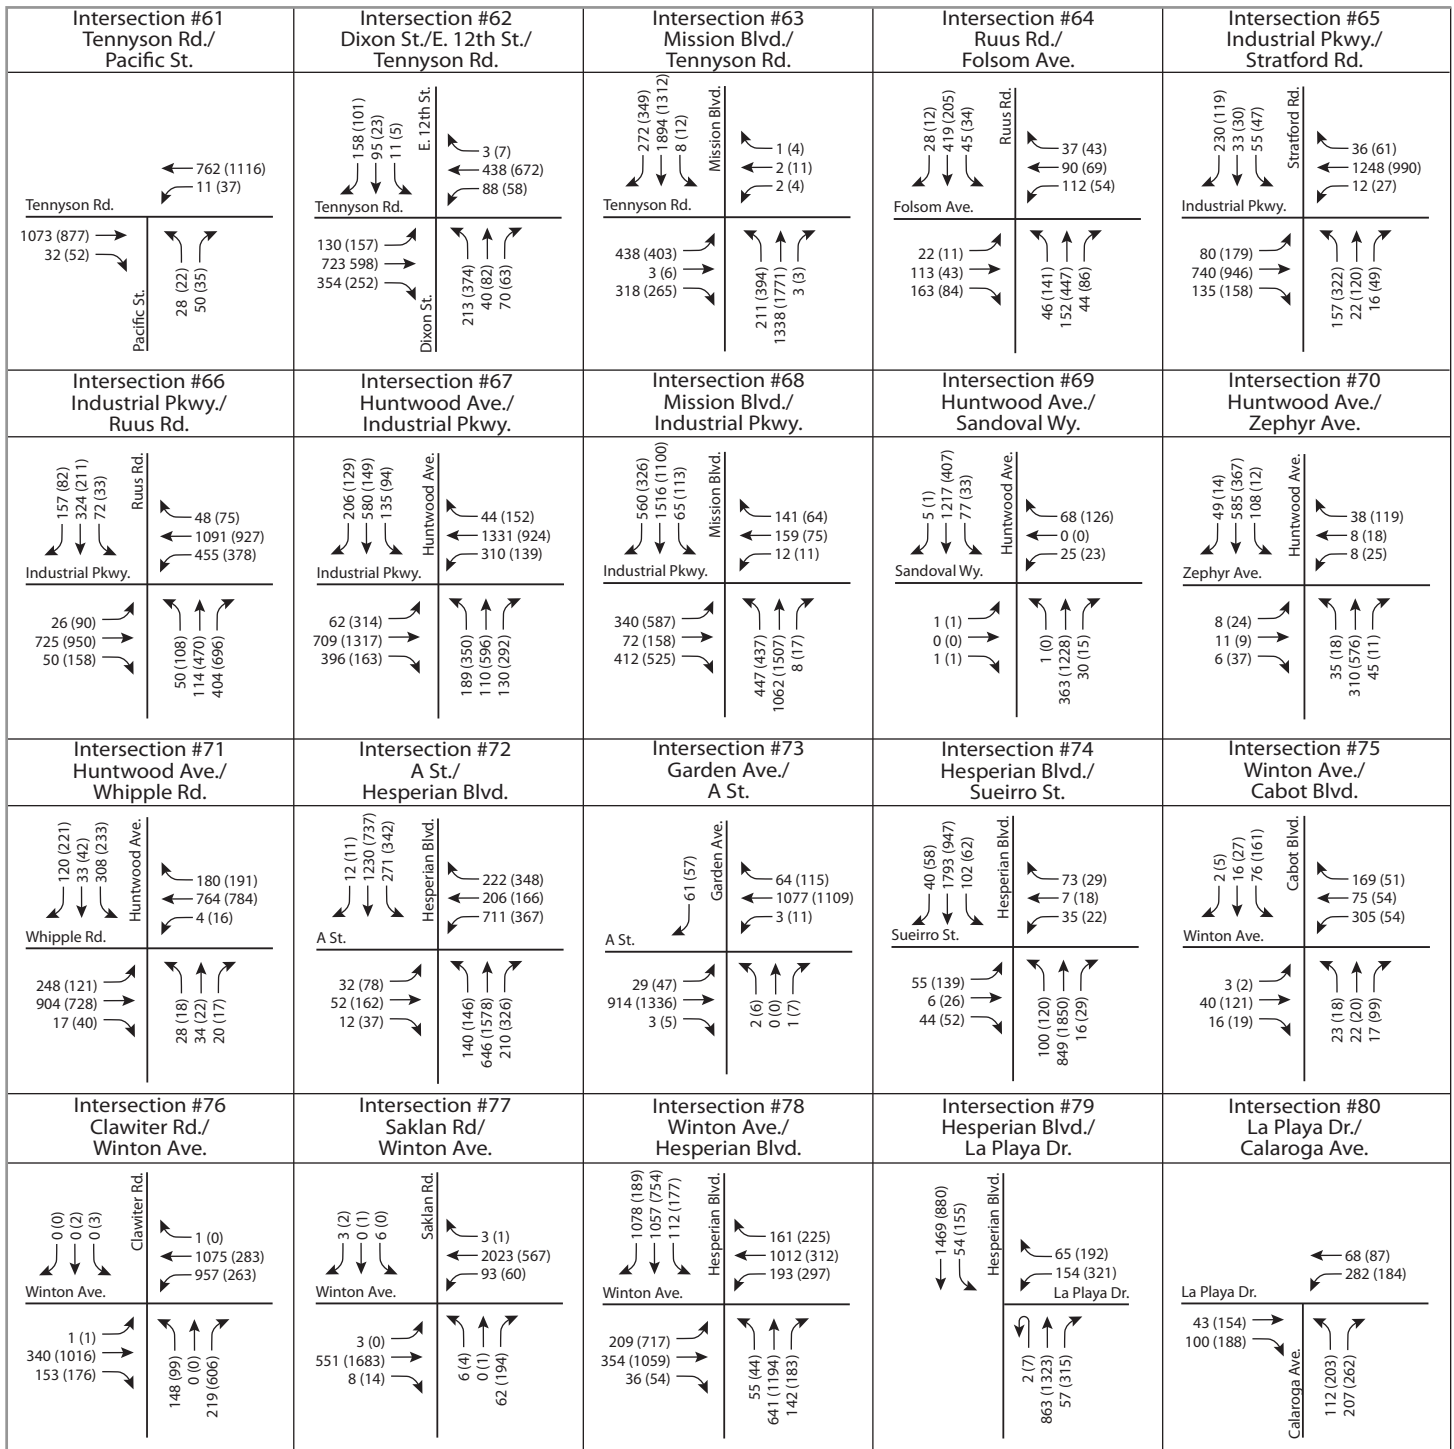 Intersection #61
Tennyson Rd./
Pacific St.
762 (1116)
11 (37)
Tennyson Rd.
1073 (877)
32 (52)
Pacific St.
28 (22)
50 (35)
Intersection #62
Dixon St./E. 12th St./
Tennyson Rd.
158 (101)
95 (23)
11 (5)
E. 12th St.
3 (7)
438 (672)
88 (58)
Tennyson Rd.
130 (157)
723 598)
354 (252)
Dixon St.
213 (374)
40 (82)
70 (63)
Intersection #63
Mission Blvd./
Tennyson Rd.
272 (349)
1894 (1312)
8 (12)
Mission Blvd.
1 (4)
2 (11)
2 (4)
Tennyson Rd.
438 (403)
3 (6)
318 (265)
211 (394)
1338 (1771)
3 (3)
Intersection #64
Ruus Rd./
Folsom Ave.
28 (12)
419 (205)
45 (34)
Ruus Rd.
37 (43)
90 (69)
112 (54)
Folsom Ave.
22 (11)
113 (43)
163 (84)
46 (141)
152 (447)
44 (86)
Intersection #65
Industrial Pkwy./
Stratford Rd.
230 (119)
33 (30)
55 (47)
Stratford Rd.
36 (61)
1248 (990)
12 (27)
Industrial Pkwy.
80 (179)
740 (946)
135 (158)
157 (322)
22 (120)
16 (49)
Intersection #66
Industrial Pkwy./
Ruus Rd.
157 (82)
324 (211)
72 (33)
Ruus Rd.
48 (75)
1091 (927)
455 (378)
Industrial Pkwy.
26 (90)
725 (950)
50 (158)
50 (108)
114 (470)
404 (696)
Intersection #67
Huntwood Ave./
Industrial Pkwy.
206 (129)
580 (149)
135 (94)
Huntwood Ave.
44 (152)
1331 (924)
310 (139)
Industrial Pkwy.
62 (314)
709 (1317)
396 (163)
189 (350)
110 (596)
130 (292)
Intersection #68
Mission Blvd./
Industrial Pkwy.
560 (326)
1516 (1100)
65 (113)
Mission Blvd.
141 (64)
159 (75)
12 (11)
Industrial Pkwy.
340 (587)
72 (158)
412 (525)
447 (437)
1062 (1507)
8 (17)
Intersection #69
Huntwood Ave./
Sandoval Wy.
5 (1)
1217 (407)
77 (33)
Huntwood Ave.
68 (126)
0 (0)
25 (23)
Sandoval Wy.
1 (1)
0 (0)
1 (1)
1 (0)
363 (1228)
30 (15)
Intersection #70
Huntwood Ave./
Zephyr Ave.
49 (14)
585 (367)
108 (12)
Huntwood Ave.
38 (119)
8 (18)
8 (25)
Zephyr Ave.
8 (24)
11 (9)
6 (37)
35 (18)
310 (576)
45 (11)
Intersection #71
Huntwood Ave./
Whipple Rd.
120 (221)
33 (42)
308 (233)
Huntwood Ave.
180 (191)
764 (784)
4 (16)
Whipple Rd.
248 (121)
904 (728)
17 (40)
28 (18)
34 (22)
20 (17)
Intersection #72
A St./
Hesperian Blvd.
12 (11)
1230 (737)
271 (342)
Hesperian Blvd.
222 (348)
206 (166)
711 (367)
A St.
32 (78)
52 (162)
12 (37)
140 (146)
646 (1578)
210 (326)
Intersection #73
Garden Ave./
A St.
61 (57)
Garden Ave.
64 (115)
1077 (1109)
3 (11)
A St.
29 (47)
914 (1336)
3 (5)
2 (6)
0 (0)
1 (7)
Intersection #74
Hesperian Blvd./
Sueirro St.
40 (58)
1793 (947)
102 (62)
Hesperian Blvd.
73 (29)
7 (18)
35 (22)
Sueirro St.
55 (139)
6 (26)
44 (52)
100 (120)
849 (1850)
16 (29)
Intersection #75
Winton Ave./
Cabot Blvd.
2 (5)
16 (27)
76 (161)
Cabot Blvd.
169 (51)
75 (54)
305 (54)
Winton Ave.
3 (2)
40 (121)
16 (19)
23 (18)
22 (20)
17 (99)
Intersection #76
Clawiter Rd./
Winton Ave.
0 (0)
0 (2)
0 (3)
Clawiter Rd.
1 (0)
1075 (283)
957 (263)
Winton Ave.
1 (1)
340 (1016)
153 (176)
148 (99)
0 (0)
219 (606)
Intersection #77
Saklan Rd/
Winton Ave.
3 (2)
0 (1)
6 (0)
Saklan Rd.
3 (1)
2023 (567)
93 (60)
Winton Ave.
3 (0)
551 (1683)
8 (14)
6 (4)
0 (1)
62 (194)
Intersection #78
Winton Ave./
Hesperian Blvd.
1078 (189)
1057 (754)
112 (177)
Hesperian Blvd.
161 (225)
1012 (312)
193 (297)
Winton Ave.
209 (717)
354 (1059)
36 (54)
55 (44)
641 (1194)
142 (183)
Intersection #79
Hesperian Blvd./
La Playa Dr.
1469 (880)
54 (155)
Hesperian Blvd.
65 (192)
154 (321)
La Playa Dr.
2 (7)
863 (1323)
57 (315)
Intersection #80
La Playa Dr./
Calaroga Ave.
68 (87)
282 (184)
La Playa Dr.
43 (154)
100 (188)
Calaroga Ave.
112 (203)
207 (262)